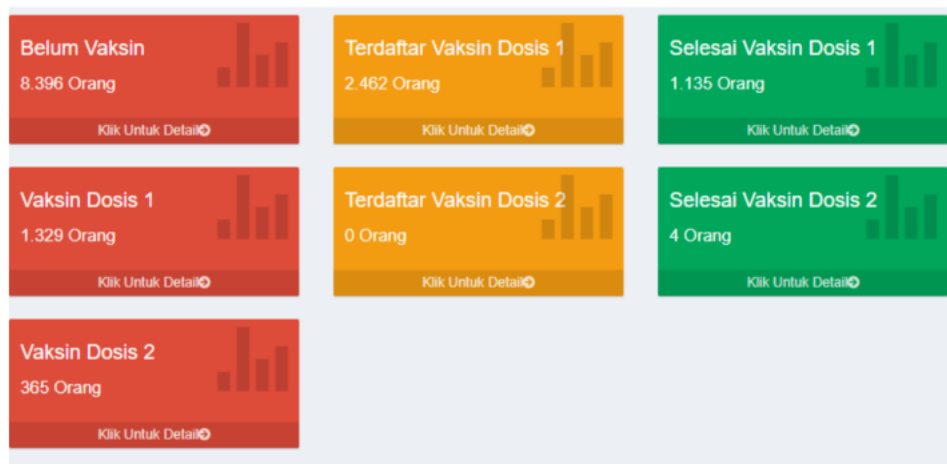 Belum Vaksin
8.396 Orang
Klik Untuk Detail
Terdaftar Vaksin Dosis 1
2.462 Orang
Klik Untuk Detail
Selesai Vaksin Dosis 1
1.135 Orang
Klik Untuk Detail
Vaksin Dosis 1
1.329 Orang
Klik Untuk Detail
Terdaftar Vaksin Dosis 2
0 Orang
Klik Untuk Detail
Selesai Vaksin Dosis 2
4 Orang
Klik Untuk Detail
Vaksin Dosis 2
365 Orang
Klik Untuk Detail